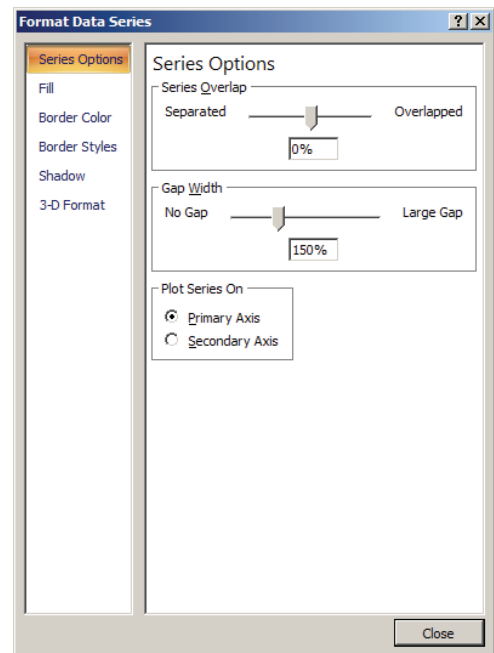 Format Data Series
Series Options
Fill
Border Color
Border Styles
Shadow
3-D Format
Series Options
Series Overlap
Separated Overlapped
0%
Gap Width
No Gap Large Gap
150%
Plot Series On
Primary Axis
Secondary Axis
Close